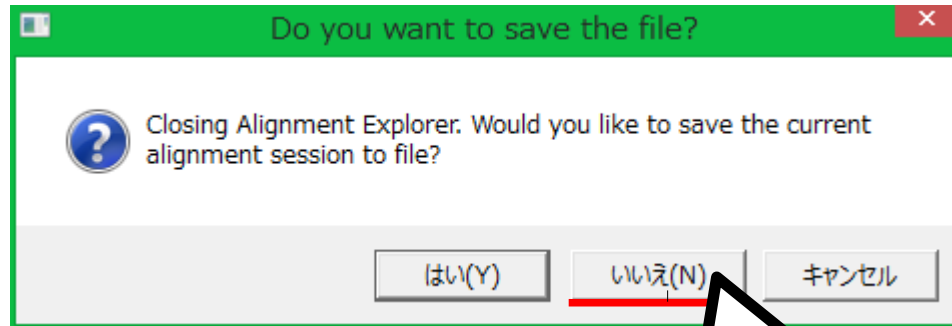 Do you want to save the file?
Closing Alignment Explorer. Would you like to save the current
alignment session to file?
はい(Y) いいえ(N) キャンセル